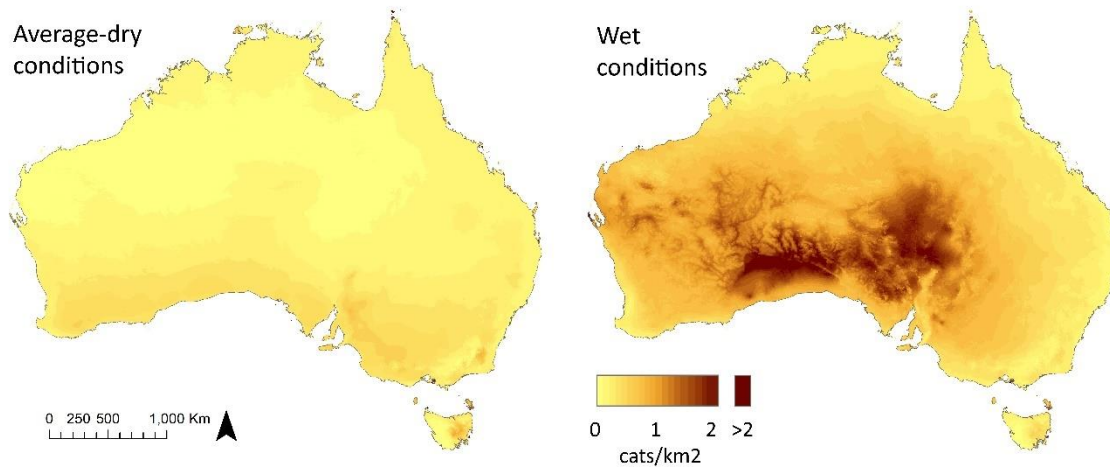 Average-dry
conditions
Wet
conditions
0 250 500 1,000 Km
0 1 2 >2
cats/km2